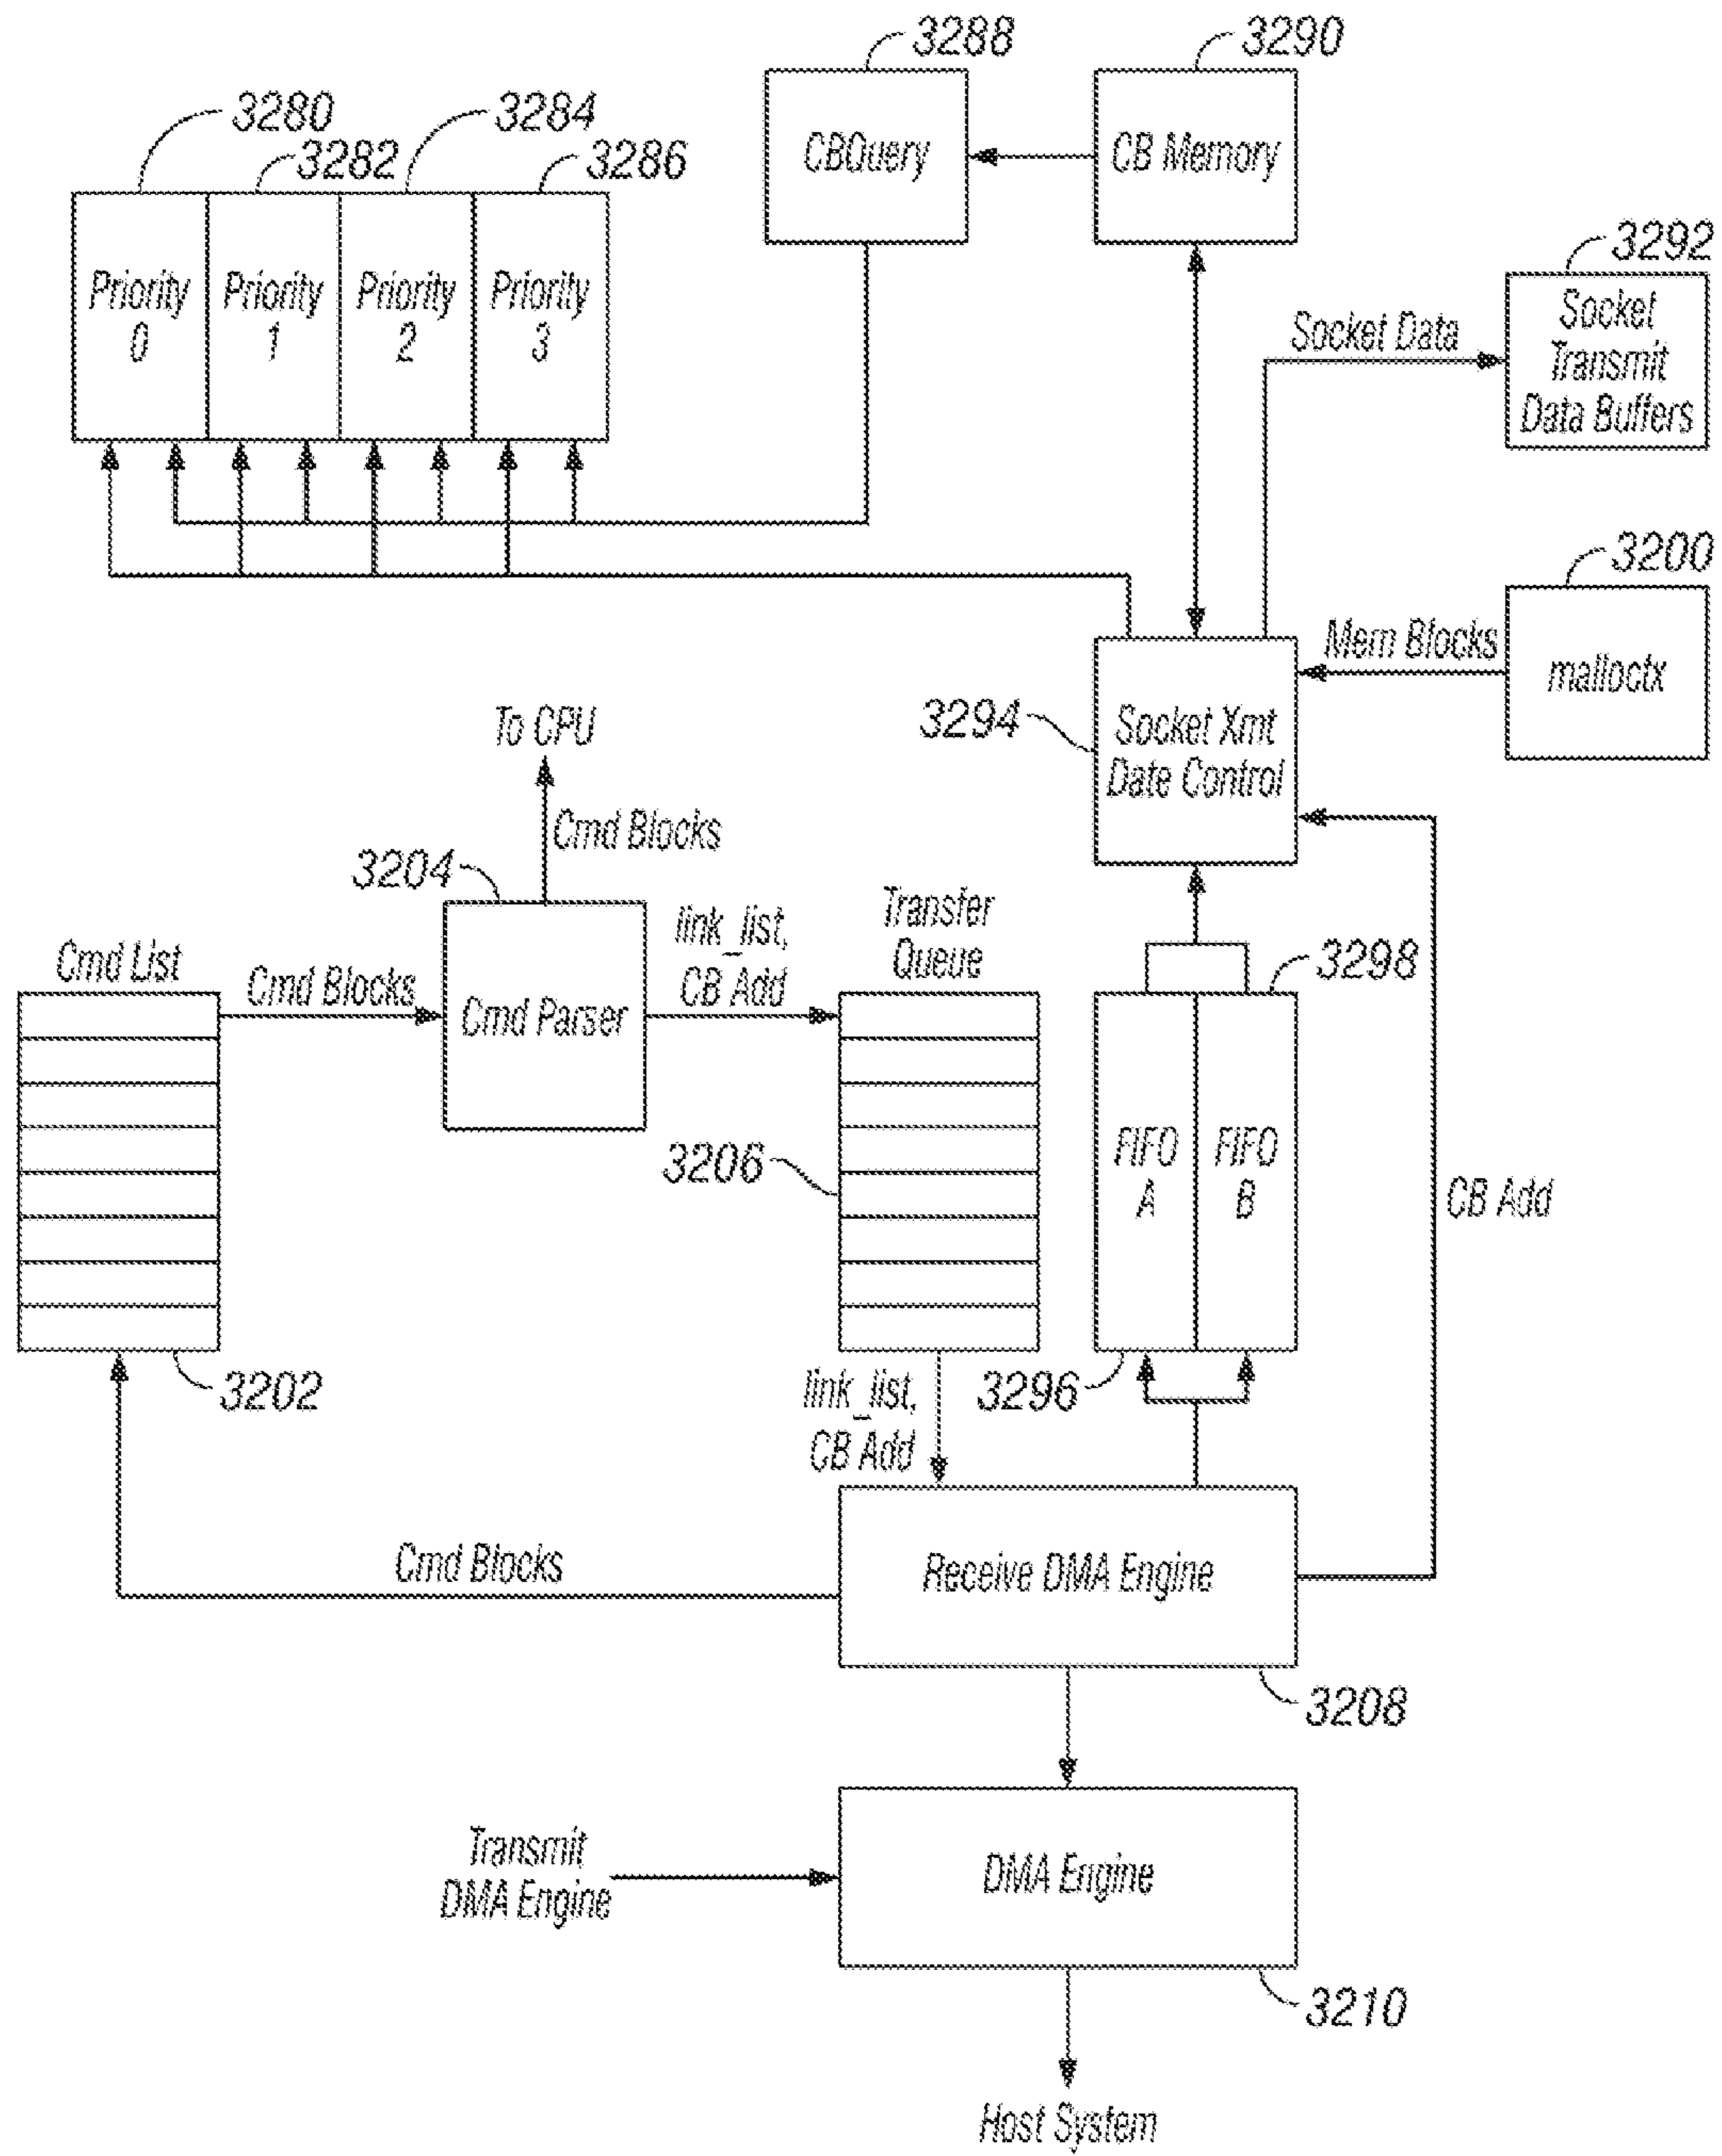 3288
3290
3280
3284
3282
3286
CBQuery
CB Memory
3292
Priority
0
Priority
1
Priority
2
Priority
3
Socket Data
Socket
Transmit
Data Buffers
3200
Mem Blocks
malloctx
3294
Socket Xmt
Date Control
To CPU
Cmd Blocks
3204
Cmd List
Cmd Blocks
Cmd Parser
link_list,
CB Add
Transfer
Queue
3298
3206
FIFO
A
FIFO
B
CB Add
3202
link_list,
CB Add
3296
Cmd Blocks
Receive DMA Engine
3208
Transmit
DMA Engine
DMA Engine
3210
Host System